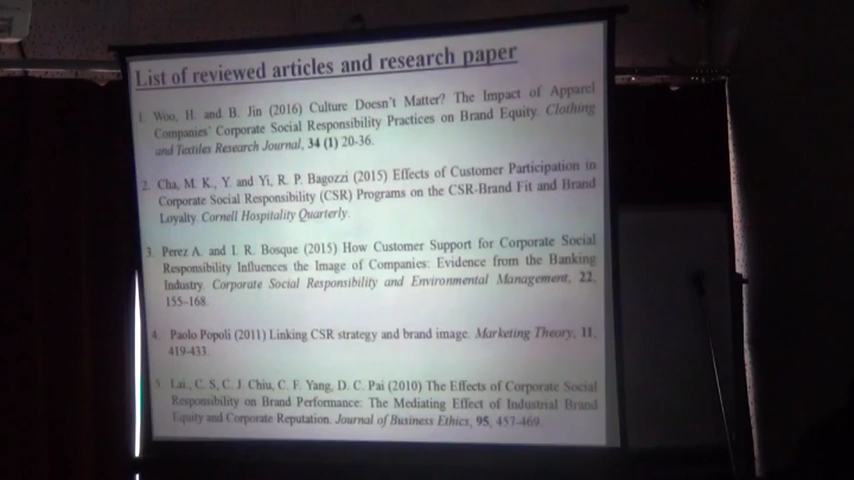 List of reviewed articles and research paper
1. Woo, H. and B. Jin (2016) Culture Doesn't Matter? The Impact of Apparel
Companies' Corporate Social Responsibility Practices on Brand Equity. Clothing
and Textiles Research Journal, 34 (1) 20-36.
2. Cha, M. K., Y. and Yi, R. P. Bagozzi (2015) Effects of Customer Participation in
Corporate Social Responsibility (CSR) Programs on the CSR-Brand Fit and Brand
Loyalty. Cornell Hospitality Quarterly.
3. Perez A. and I. R. Bosque (2015) How Customer Support for Corporate Social
Responsibility Influences the Image of Companies: Evidence from the Banking
Industry. Corporate Social Responsibility and Environmental Management, 22,
155-168.
4. Paolo Popoli (2011) Linking CSR strategy and brand image. Marketing Theory, 11,
419-433.
5. Lai., C. S, C. J. Chiu, C. F. Yang, D. C. Pai (2010) The Effects of Corporate Social
Responsibility on Brand Performance: The Mediating Effect of Industrial Brand
Equity and Corporate Reputation. Journal of Business Ethics, 95, 457-469.